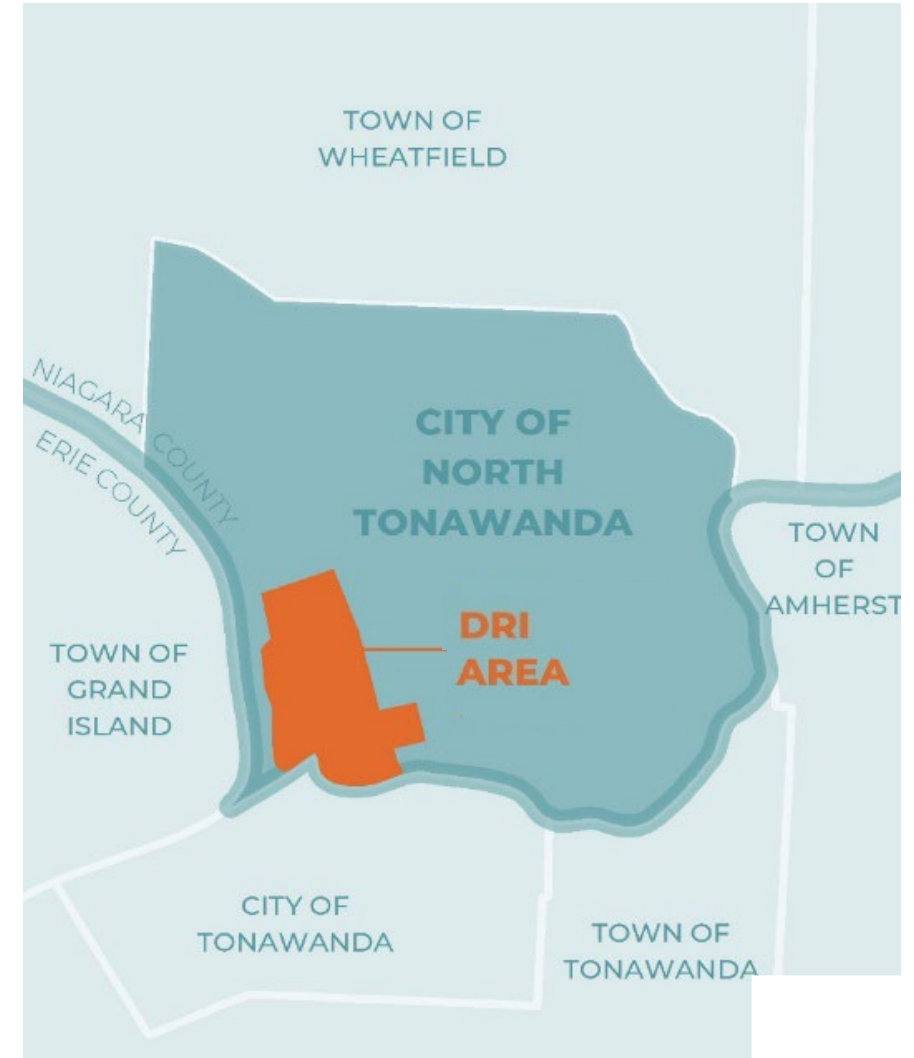 TOWN OF
WHEATFIELD
NIAGARA COUNTY
ERIE COUNTY
CITY OF
NORTH
TONAWANDA
TOWN
OF
AMHERST
DRI
AREA
TOWN OF
GRAND
ISLAND
CITY OF
TONAWANDA
TOWN OF
TONAWANDA